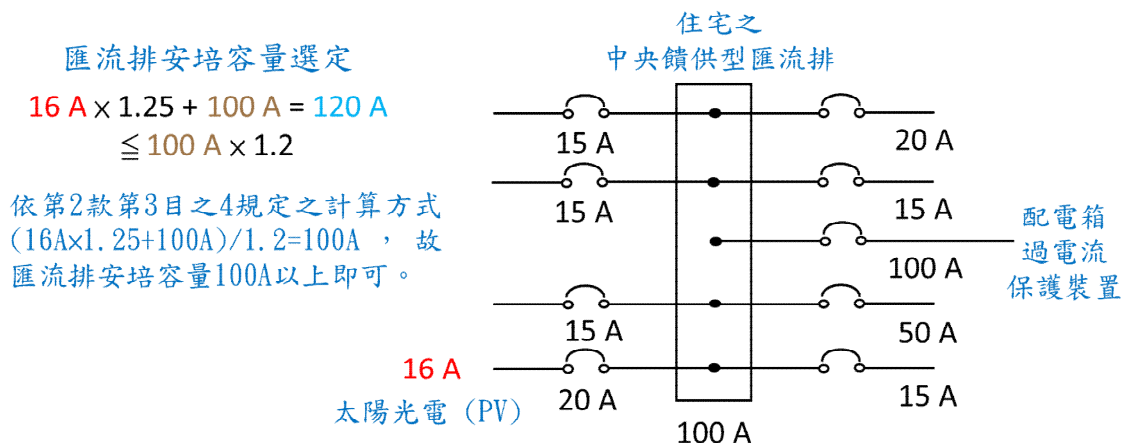 匯流排安培容量選定
16 A x 1.25 + 100 A = 120 A
≦ 100 A x 1.2
依第2款第3目之4規定之計算方式
(16A×1.25+100A)/1.2=100A ， 故
匯流排安培容量100A以上即可。
住宅之
中央饋供型匯流排
15 A
20 A
15 A
15 A
100 A
配電箱
過電流
保護裝置
15 A
50 A
16 A
太陽光電 (PV)
20 A
15 A
100 A